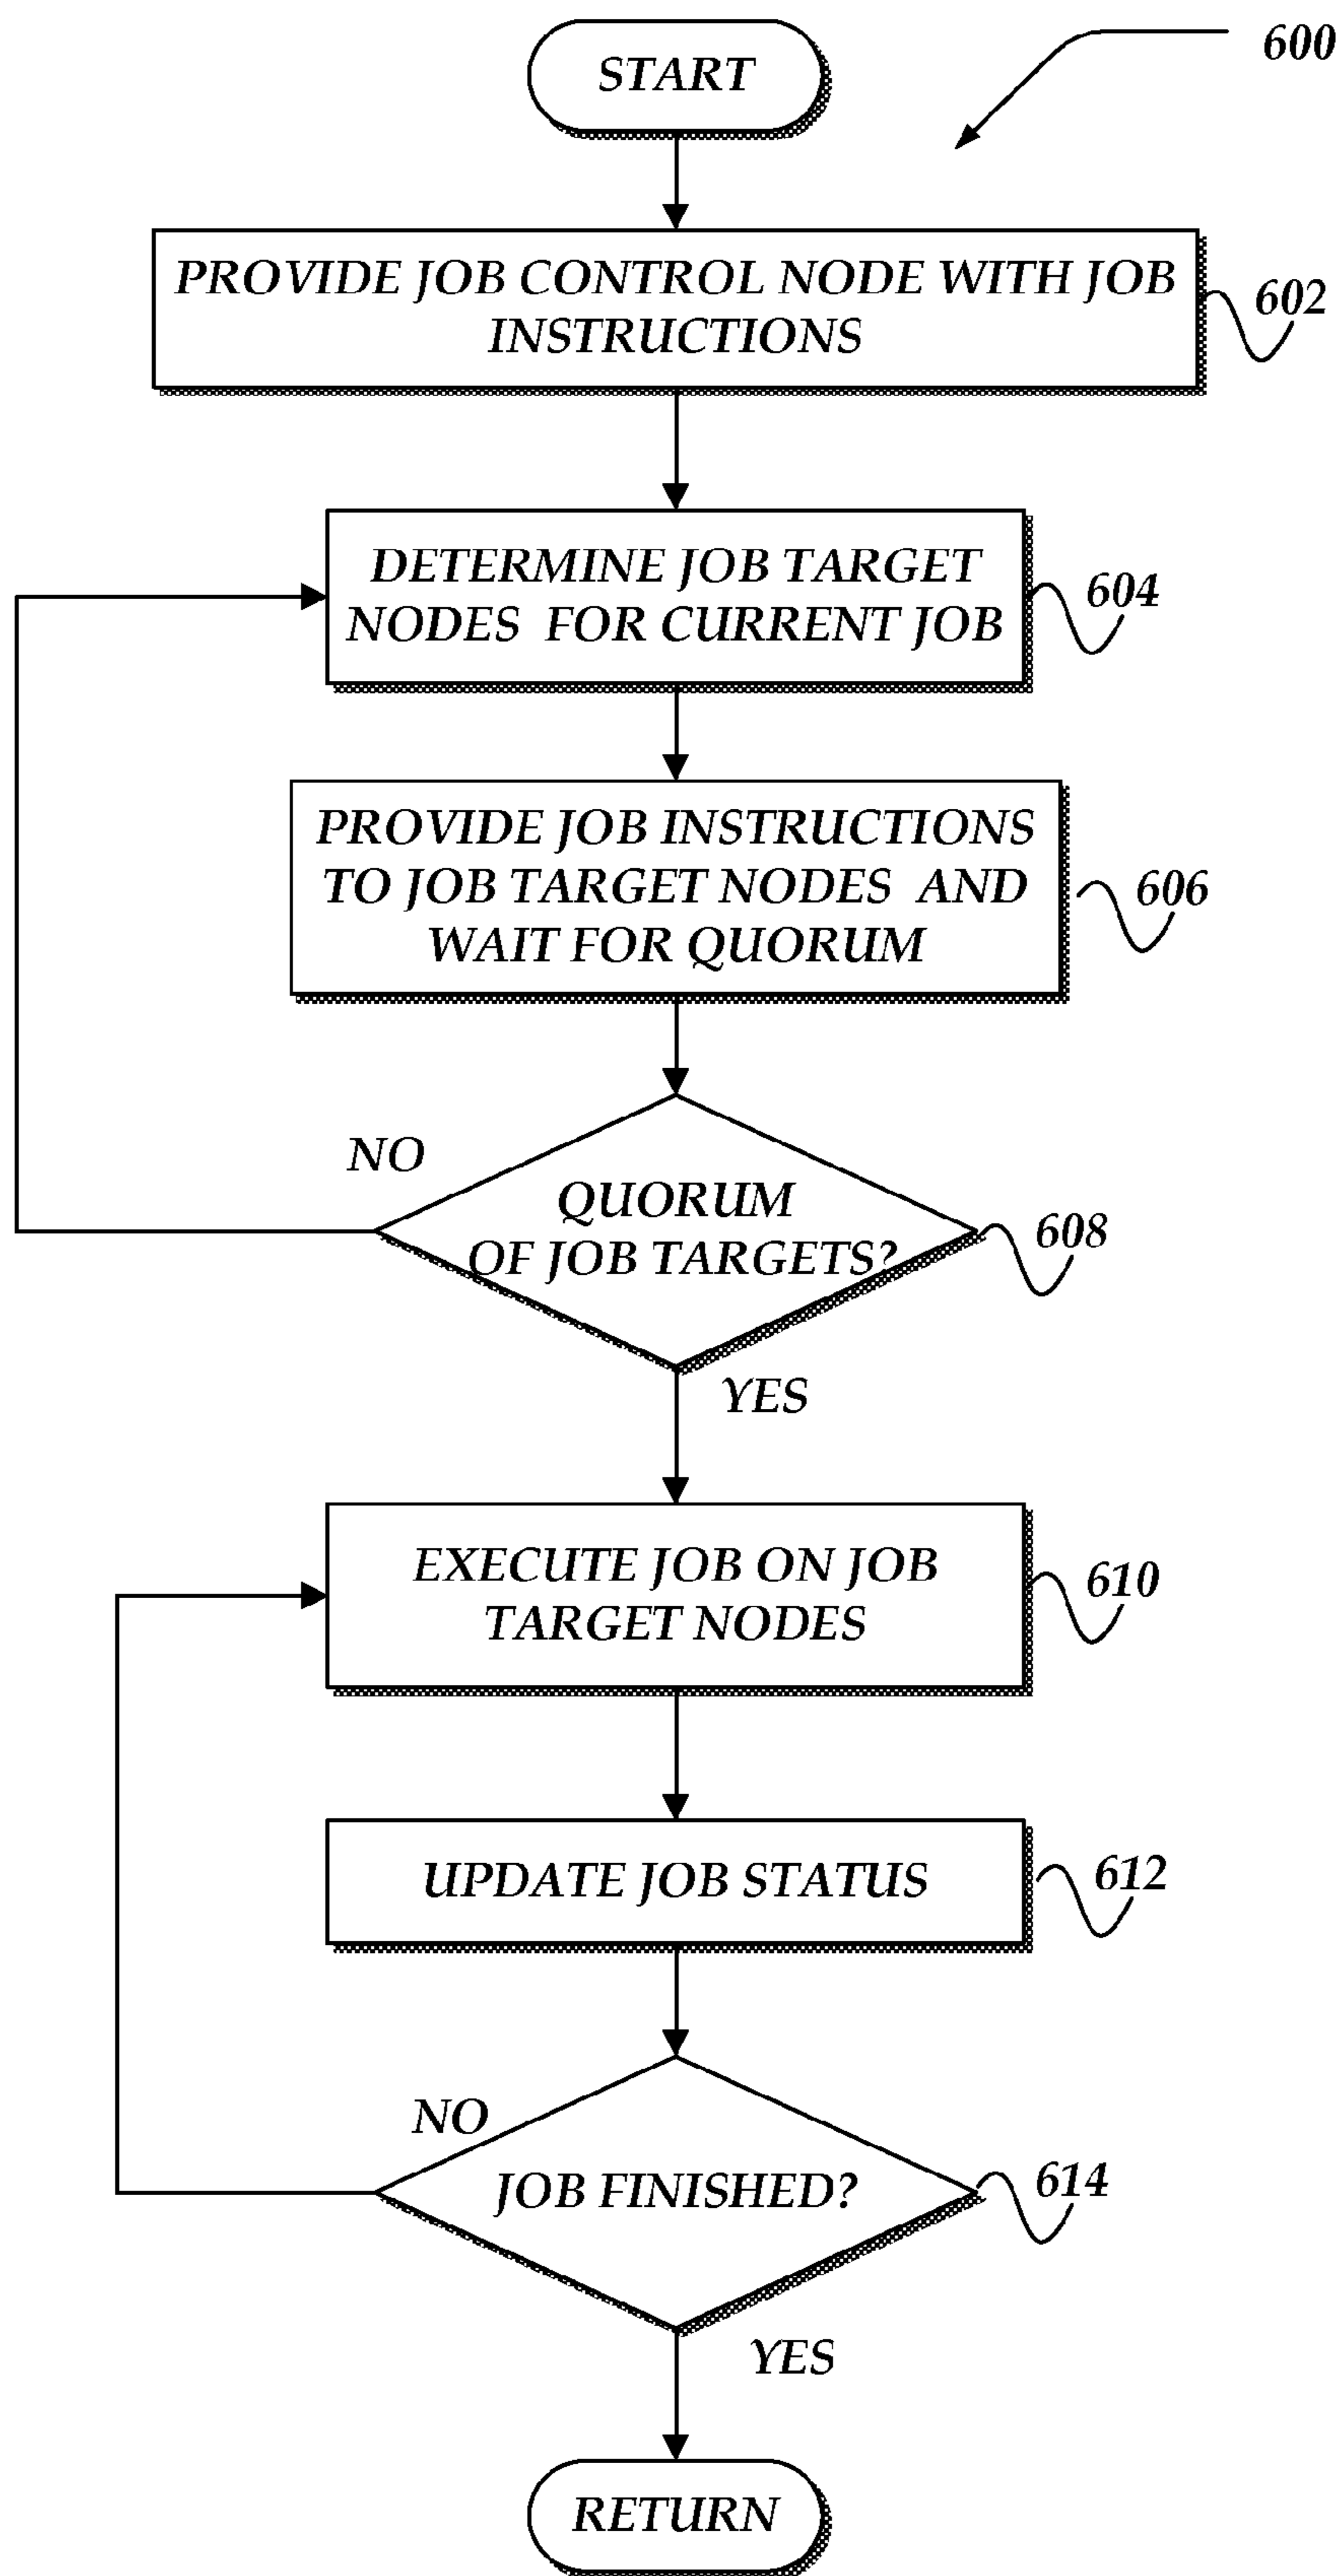 600
START
PROVIDE JOB CONTROL NODE WITH JOB
INSTRUCTIONS
602
DETERMINE JOB TARGET
NODES FOR CURRENT JOB
604
PROVIDE JOB INSTRUCTIONS
TO JOB TARGET NODES AND
WAIT FOR QUORUM
606
NO
QUORUM
OF JOB TARGETS?
608
YES
EXECUTE JOB ON JOB
TARGET NODES
610
UPDATE JOB STATUS
612
NO
JOB FINISHED?
614
YES
RETURN